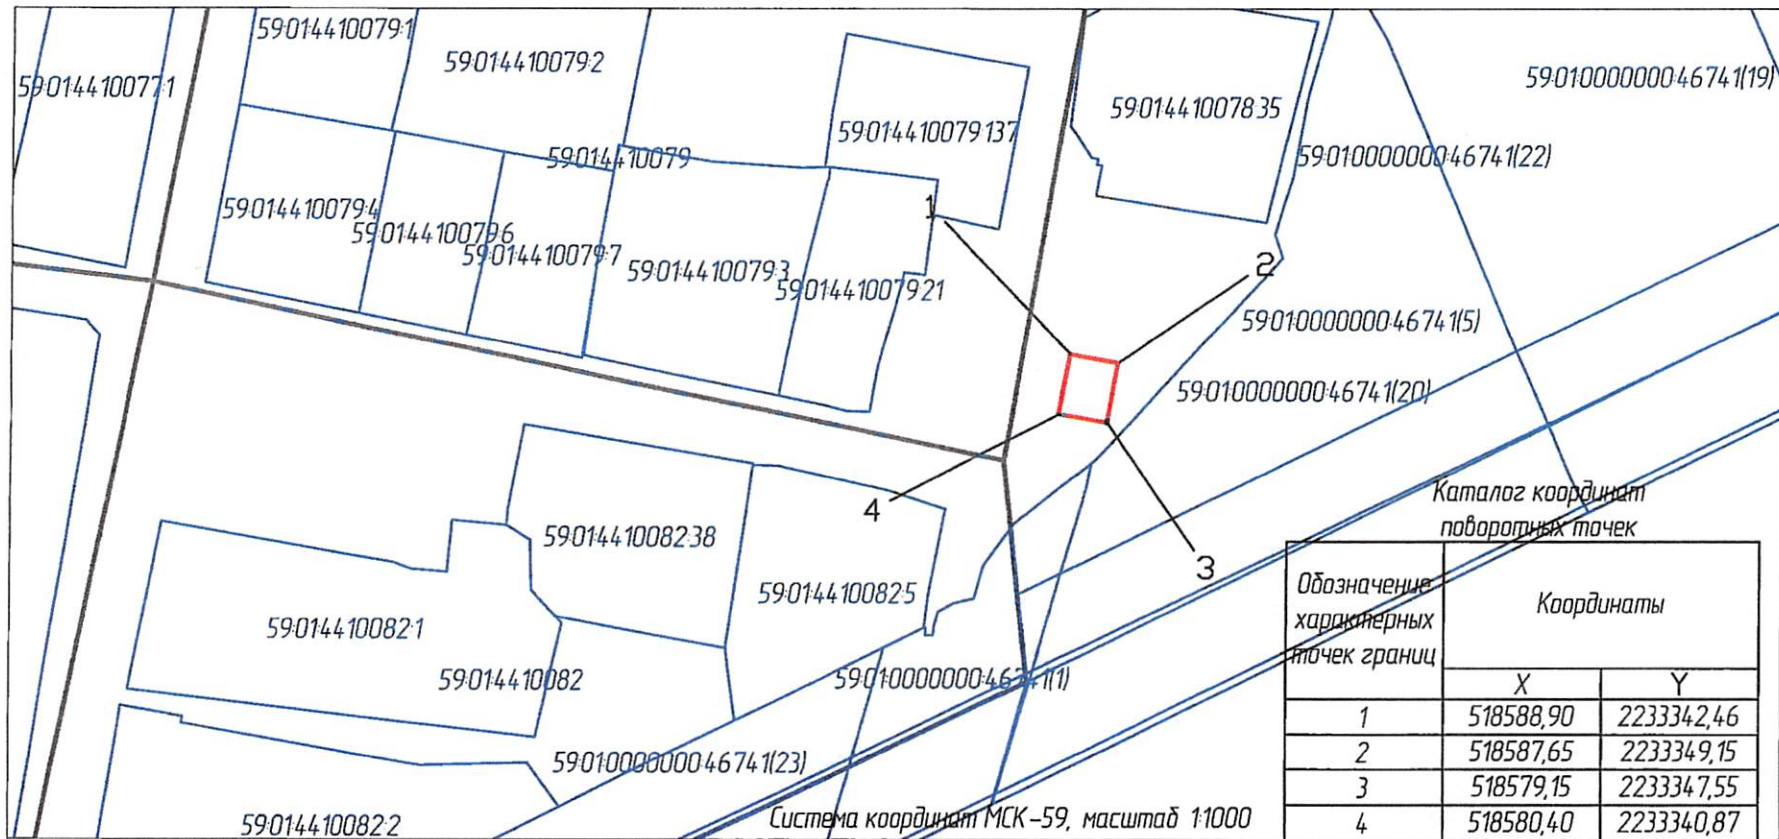 59:01:4410079:1
59:01:4410079:2
59:01:4410077:1
59:01:0000000:46741(19)
59:01:4410078:35
59:01:4410079:137
59:01:4410079
59:01:0000000:46741(22)
59:01:4410079:4
59:01:4410079:6
59:01:4410079:7
59:01:4410079:3
59:01:4410079:21
1
2
59:01:0000000:46741(5)
59:01:0000000:46741(20)
4
3
59:01:4410082:38
59:01:4410082:5
59:01:4410082:1
59:01:4410082
59:01:0000000:46741(1)
59:01:0000000:46741(23)
59:01:4410082:2
Система координат МСК-59, масштаб 1:1000
Каталог координат
поворотных точек
Обозначение
характерных
точек границ
Координаты
X Y
1 518588,90 2233342,46
2 518587,65 2233349,15
3 518579,15 2233347,55
4 518580,40 2233340,87